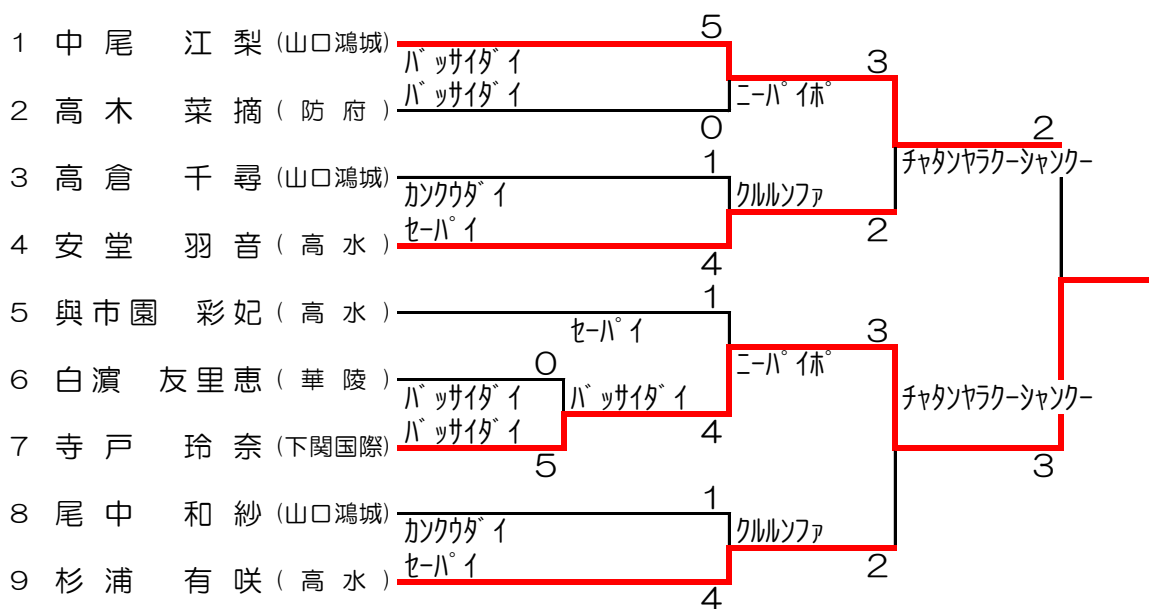 1 中尾 江梨 (山口鴻城) 5
バッサイダイ 3
バッサイダイ ニーパイポ
2 高木 菜摘 (防府) 0 2
3 高倉 千尋 (山口鴻城) 1 チャタンヤラクーシャンクー
カンクウダイ クルルンファ
セーパイ 2
4 安堂 羽音 (高水) 4
5 與市園 彩妃 (高水) 1
セーパイ 3
6 白濵 友里恵 (華陵) 0 ニーパイポ
バッサイダイ バッサイダイ チャタンヤラクーシャンクー
バッサイダイ 4
7 寺戸 玲奈 (下関国際) 5 3
8 尾中 和紗 (山口鴻城) 1
カンクウダイ クルルンファ
セーパイ 2
9 杉浦 有咲 (高水) 4